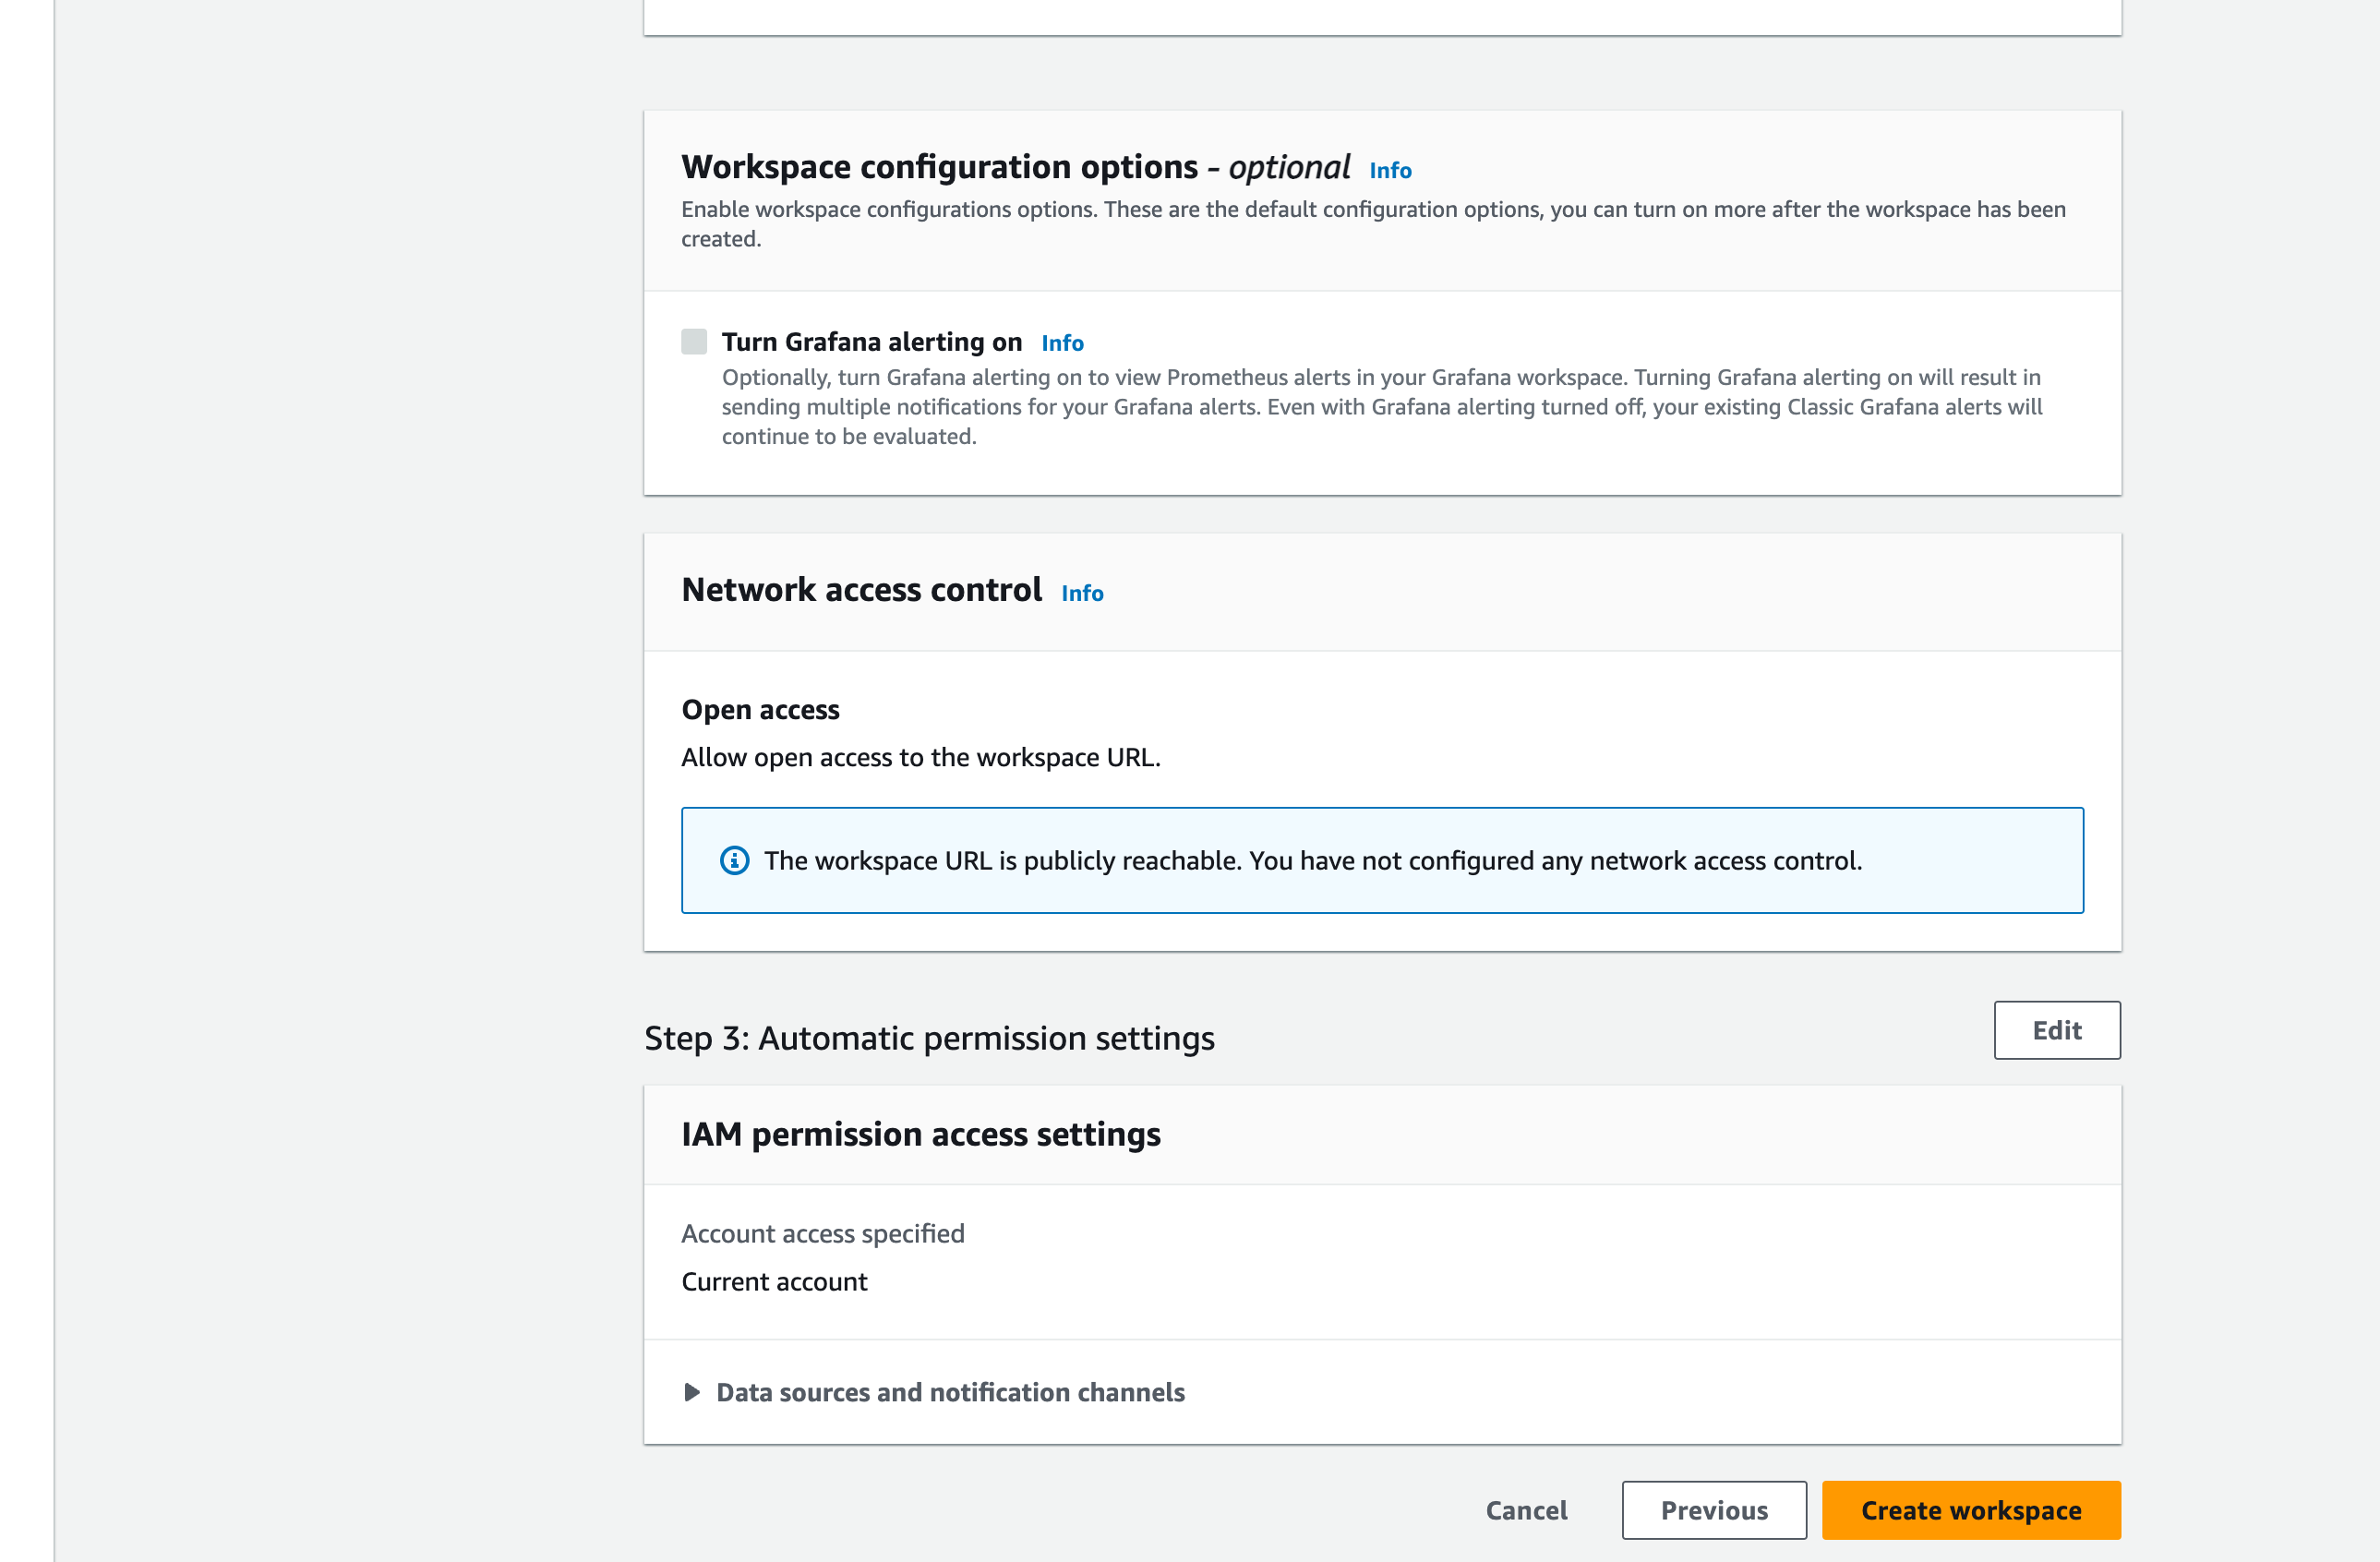 Workspace configuration options - optional Info
Enable workspace configurations options. These are the default configuration options, you can turn on more after the workspace has been
created.
Turn Grafana alerting on Info
Optionally, turn Grafana alerting on to view Prometheus alerts in your Grafana workspace. Turning Grafana alerting on will result in
sending multiple notifications for your Grafana alerts. Even with Grafana alerting turned off, your existing Classic Grafana alerts will
continue to be evaluated.
Network access control Info
Open access
Allow open access to the workspace URL.
The workspace URL is publicly reachable. You have not configured any network access control.
Step 3: Automatic permission settings
Edit
IAM permission access settings
Account access specified
Current account
Data sources and notification channels
Cancel
Previous
Create workspace